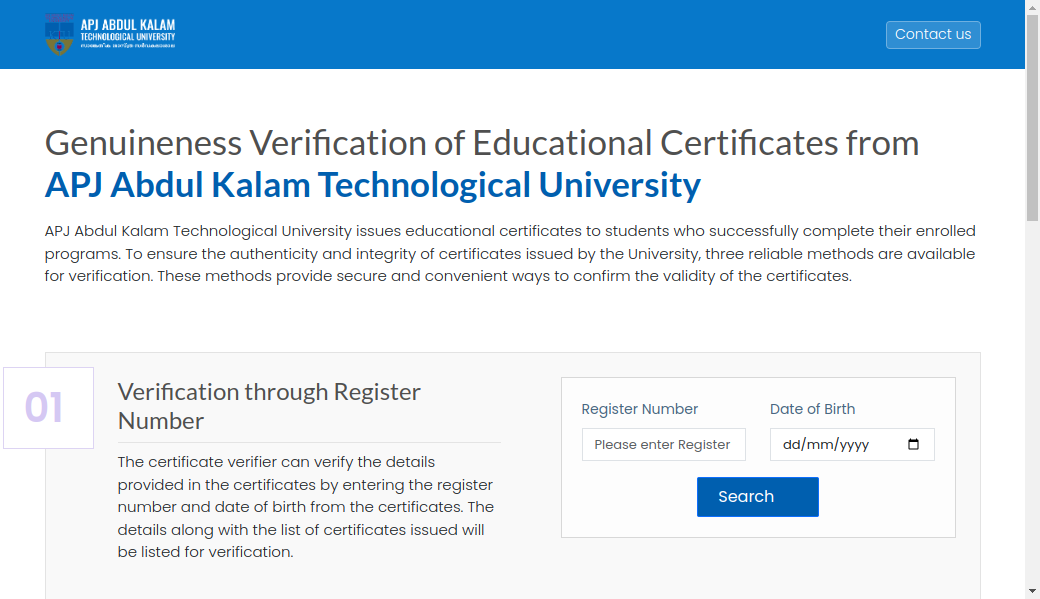 APJ ABDUL KALAM
TECHNOLOGICAL UNIVERSITY
Contact us
Genuineness Verification of Educational Certificates from
APJ Abdul Kalam Technological University
APJ Abdul Kalam Technological University issues educational certificates to students who successfully complete their enrolled
programs. To ensure the authenticity and integrity of certificates issued by the University, three reliable methods are available
for verification. These methods provide secure and convenient ways to confirm the validity of the certificates.
01
Verification through Register
Number
The certificate verifier can verify the details
provided in the certificates by entering the register
number and date of birth from the certificates. The
details along with the list of certificates issued will
be listed for verification.
Register Number
Date of Birth
Please enter Register
dd/mm/yyyy
Search